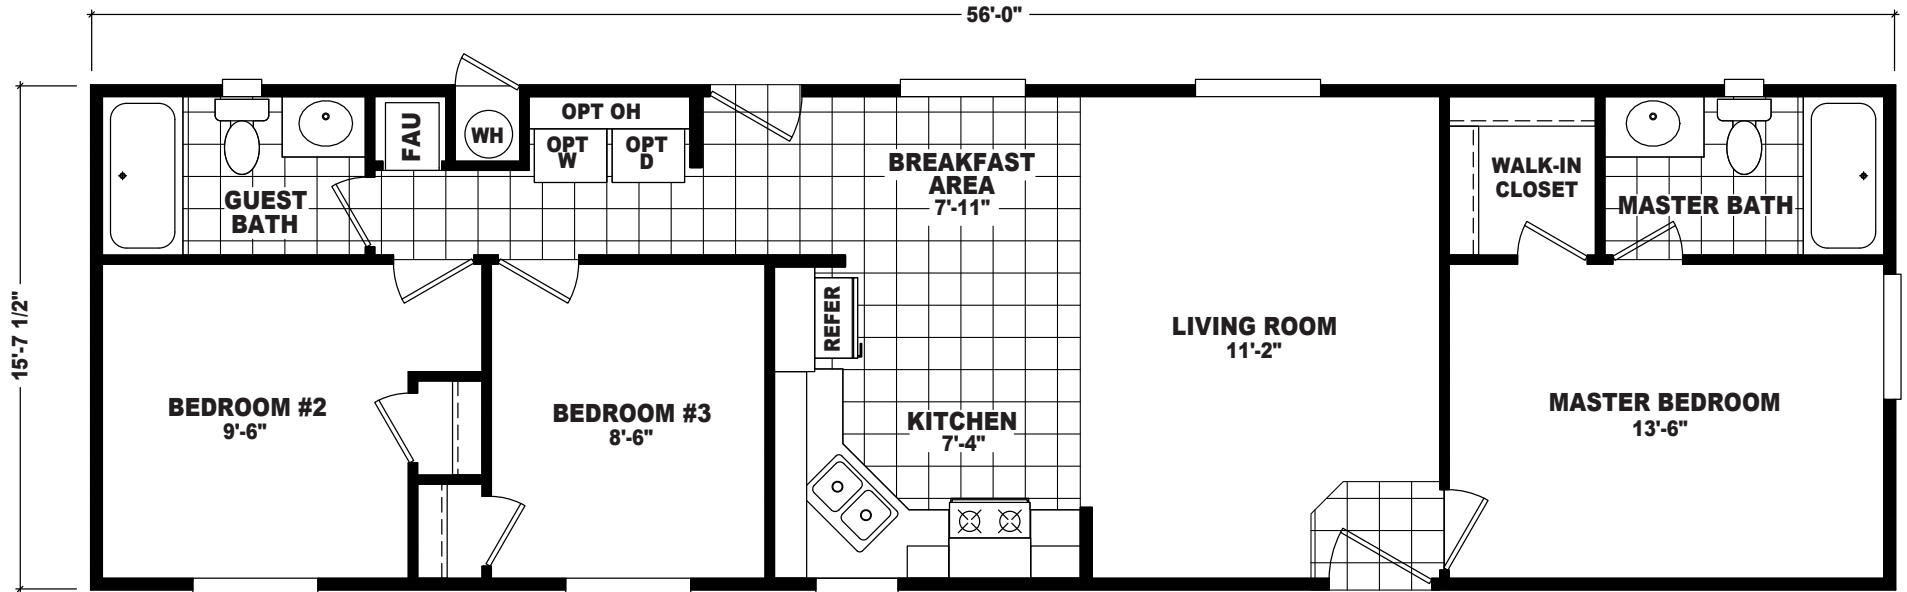 56'-0"
15'-7 1/2"
GUEST
BATH
FAU
WH
OPT OH
OPT
W
OPT
D
BREAKFAST
AREA
7'-11"
WALK-IN
CLOSET
MASTER BATH
BEDROOM #2
9'-6"
BEDROOM #3
8'-6"
REFER
KITCHEN
7'-4"
LIVING ROOM
11'-2"
MASTER BEDROOM
13'-6"